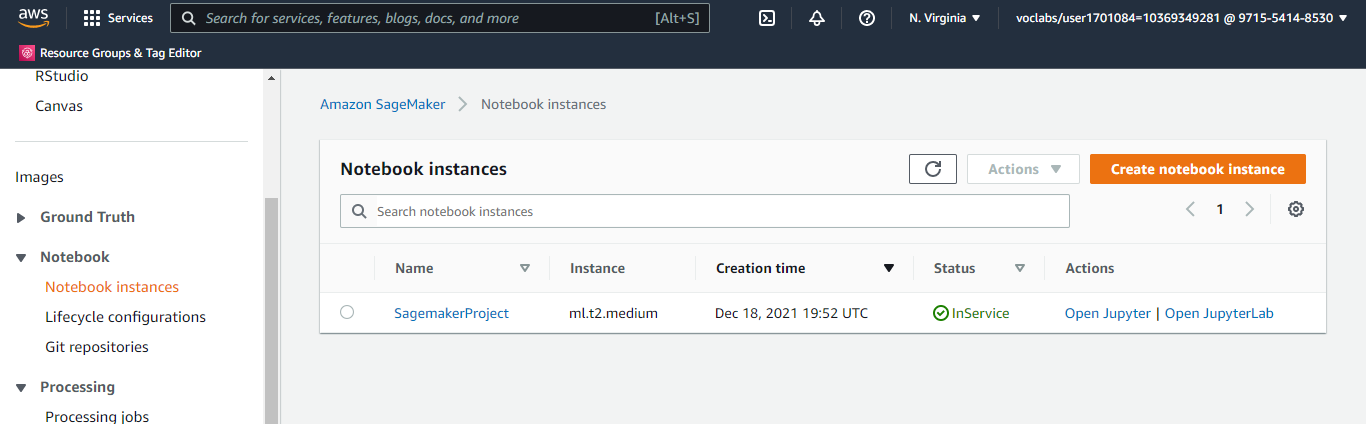 aws
Services
Search for services, features, blogs, docs, and more [Alt+S]
N. Virginia
voclabs/user1701084=10369349281 @ 9715-5414-8530
Resource Groups & Tag Editor
RStudio
Canvas
Images
Ground Truth
Notebook
Notebook instances
Lifecycle configurations
Git repositories
Processing
Processing jobs
Amazon SageMaker
Notebook instances
Notebook instances
Actions
Create notebook instance
Search notebook instances
1
Name Instance Creation time Status Actions
SagemakerProject ml.t2.medium Dec 18, 2021 19:52 UTC InService Open Jupyter | Open JupyterLab